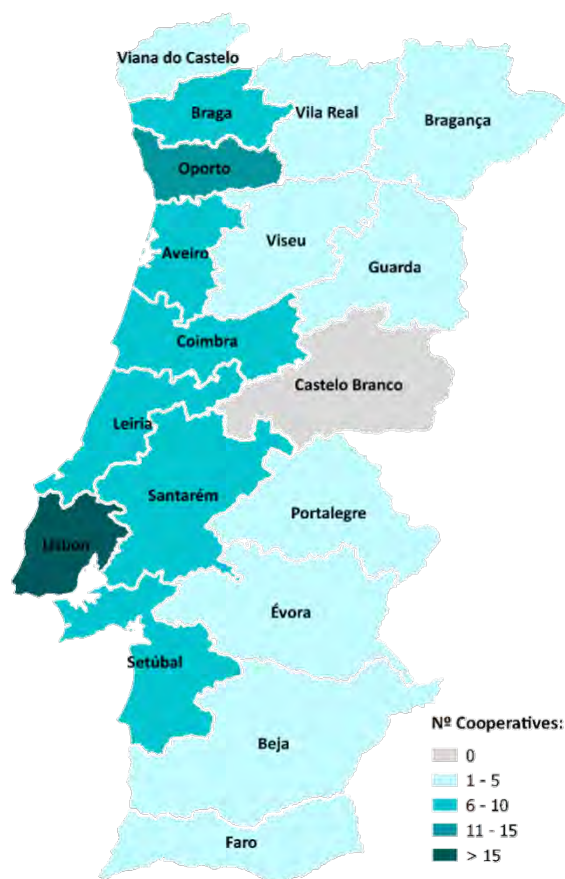 Viana do Castelo
Braga
Vila Real
Bragança
Oporto
Viseu
Aveiro
Guarda
Coimbra
Castelo Branco
Leiria
Santarém
Portalegre
Lisbon
Évora
Setúbal
Nº Cooperatives:
Beja
0
1 - 5
6 - 10
11 - 15
Faro
> 15